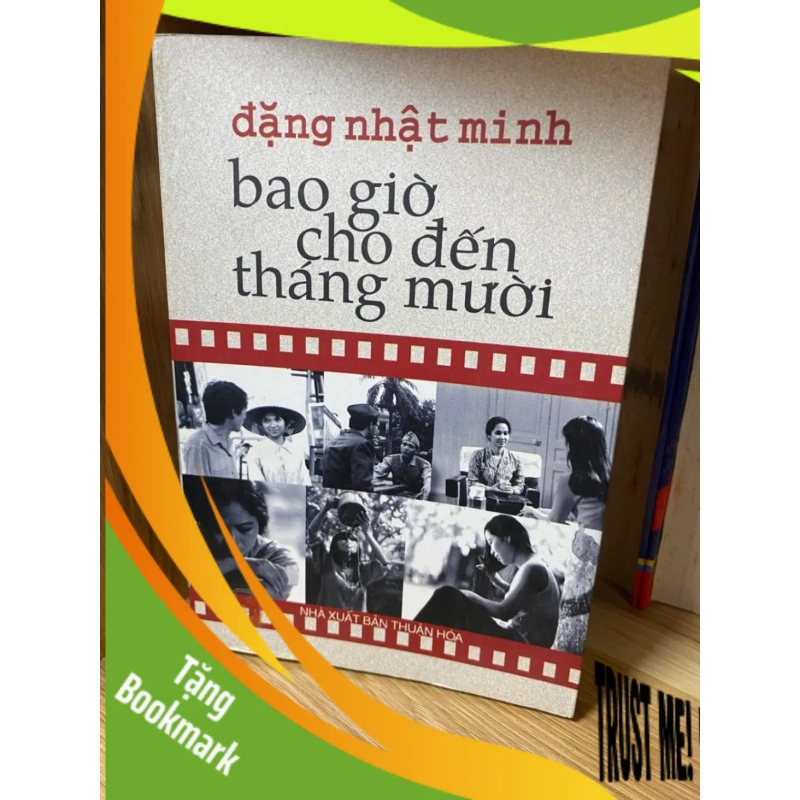 đặng nhật minh
bao giờ
cho đến
tháng mười
NHÀ XUẤT BẢN THUẬN HÓA
Tặng
Bookmark
TRUST ME!